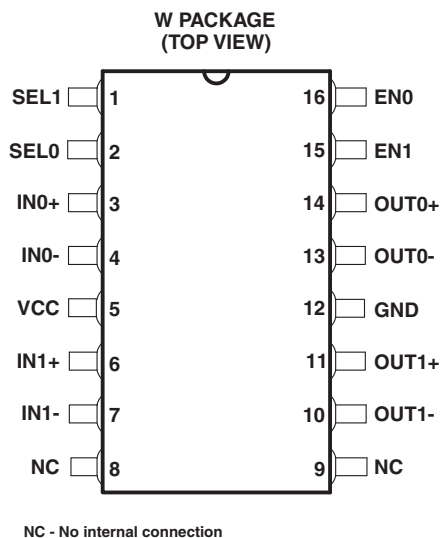 W PACKAGE
(TOP VIEW)
SEL1 1 16 EN0
SEL0 2 15 EN1
IN0+ 3 14 OUT0+
IN0- 4 13 OUT0-
VCC 5 12 GND
IN1+ 6 11 OUT1+
IN1- 7 10 OUT1-
NC 8 9 NC
NC - No internal connection